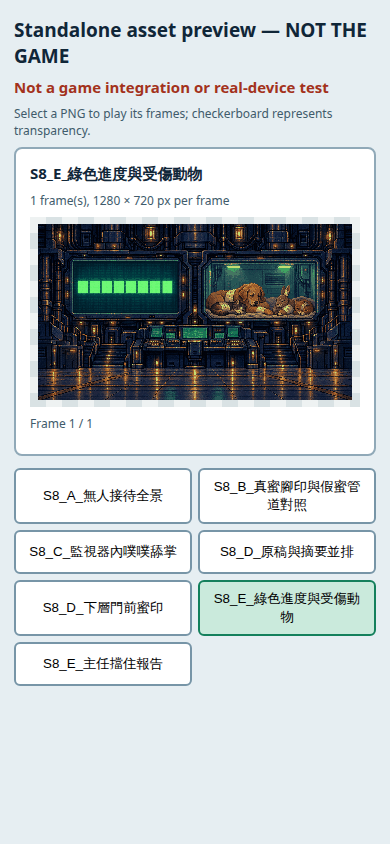 Standalone asset preview — NOT THE
GAME
Not a game integration or real-device test
Select a PNG to play its frames; checkerboard represents
transparency.
S8_E_綠色進度與受傷動物
1 frame(s), 1280 × 720 px per frame
Frame 1 / 1
S8_A_無人接待全景
S8_B_真蜜腳印與假蜜管
道對照
S8_C_監視器內噗噗舔掌
S8_D_原稿與摘要並排
S8_D_下層門前蜜印
S8_E_綠色進度與受傷動
物
S8_E_主任擋住報告